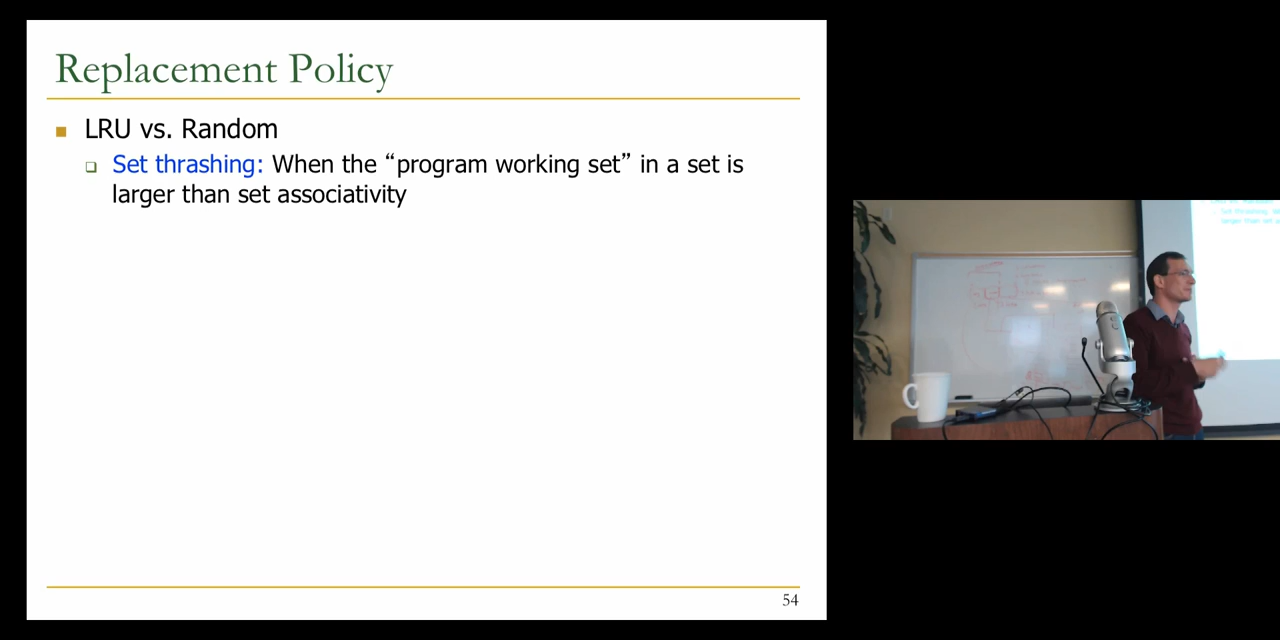 Replacement Policy
LRU vs. Random
Set thrashing: When the “program working set” in a set is
larger than set associativity
54